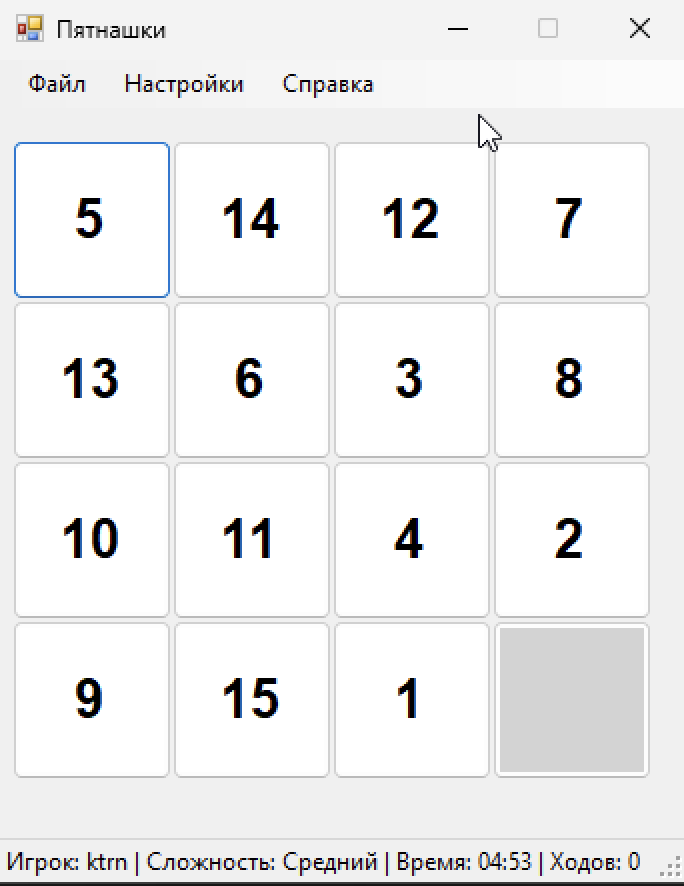 Пятнашки
Файл Настройки Справка
5 14 12 7
13 6 3 8
10 11 4 2
9 15 1
Игрок: ktrn | Сложность: Средний | Время: 04:53 | Ходов: 0